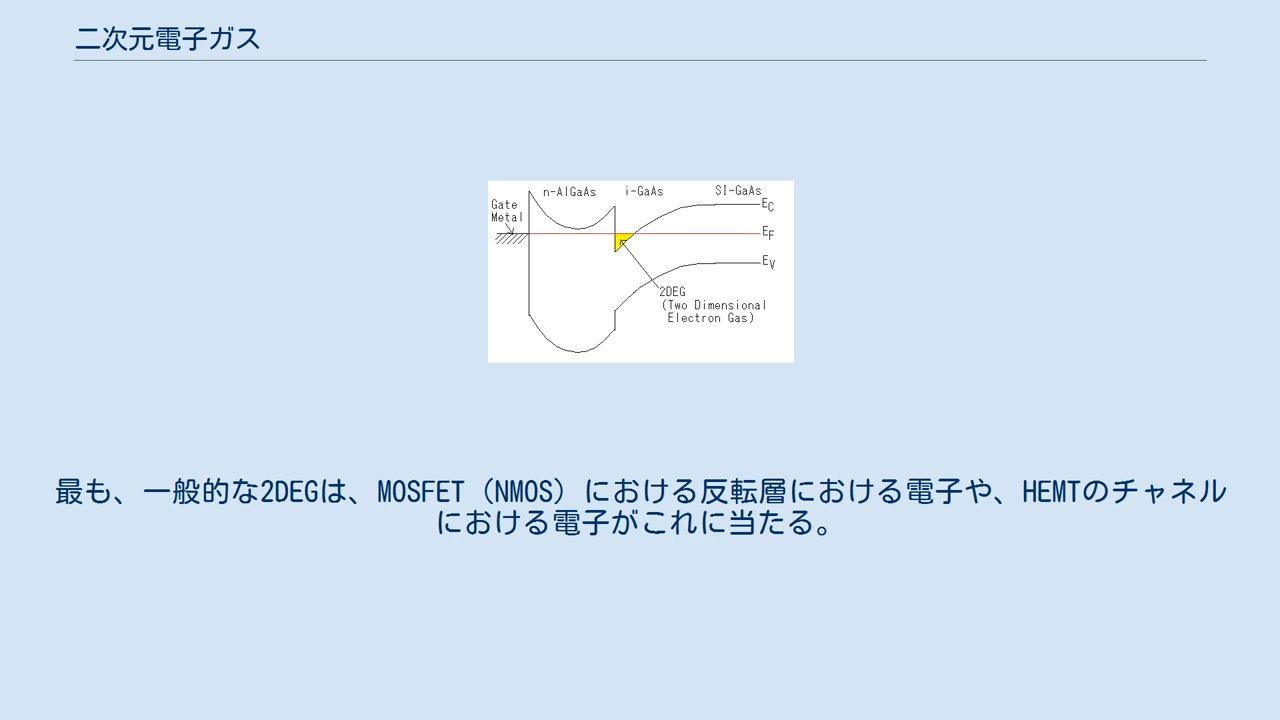 二次元電子ガス
n-AlGaAs i-GaAs SI-GaAs
Gate
Metal
EC
EF
EV
2DEG
(Two Dimensional
Electron Gas)
最も、一般的な2DEGは、MOSFET（NMOS）における反転層における電子や、HEMTのチャネル
における電子がこれに当たる。